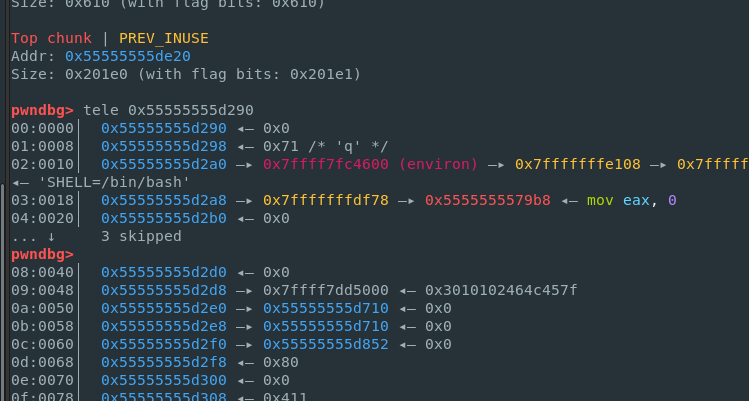 Size: 0x610 (with flag bits: 0x610)
Top chunk | PREV_INUSE
Addr: 0x55555555de20
Size: 0x201e0 (with flag bits: 0x201e1)
pwndbg> tele 0x55555555d290
00:0000│ 0x55555555d290 ◂— 0x0
01:0008│ 0x55555555d298 ◂— 0x71 /* 'q' */
02:0010│ 0x55555555d2a0 —▸ 0x7ffff7fc4600 (environ) —▸ 0x7fffffffe108 —▸ 0x7fffff
◂— 'SHELL=/bin/bash'
03:0018│ 0x55555555d2a8 —▸ 0x7fffffffdf78 —▸ 0x5555555579b8 ◂— mov eax, 0
04:0020│ 0x55555555d2b0 ◂— 0x0
... ↓ 3 skipped
pwndbg>
08:0040│ 0x55555555d2d0 ◂— 0x0
09:0048│ 0x55555555d2d8 —▸ 0x7ffff7dd5000 ◂— 0x3010102464c457f
0a:0050│ 0x55555555d2e0 —▸ 0x55555555d710 ◂— 0x0
0b:0058│ 0x55555555d2e8 —▸ 0x55555555d710 ◂— 0x0
0c:0060│ 0x55555555d2f0 —▸ 0x55555555d852 ◂— 0x0
0d:0068│ 0x55555555d2f8 ◂— 0x80
0e:0070│ 0x55555555d300 ◂— 0x0
0f:0078│ 0x55555555d308 ◂— 0x411